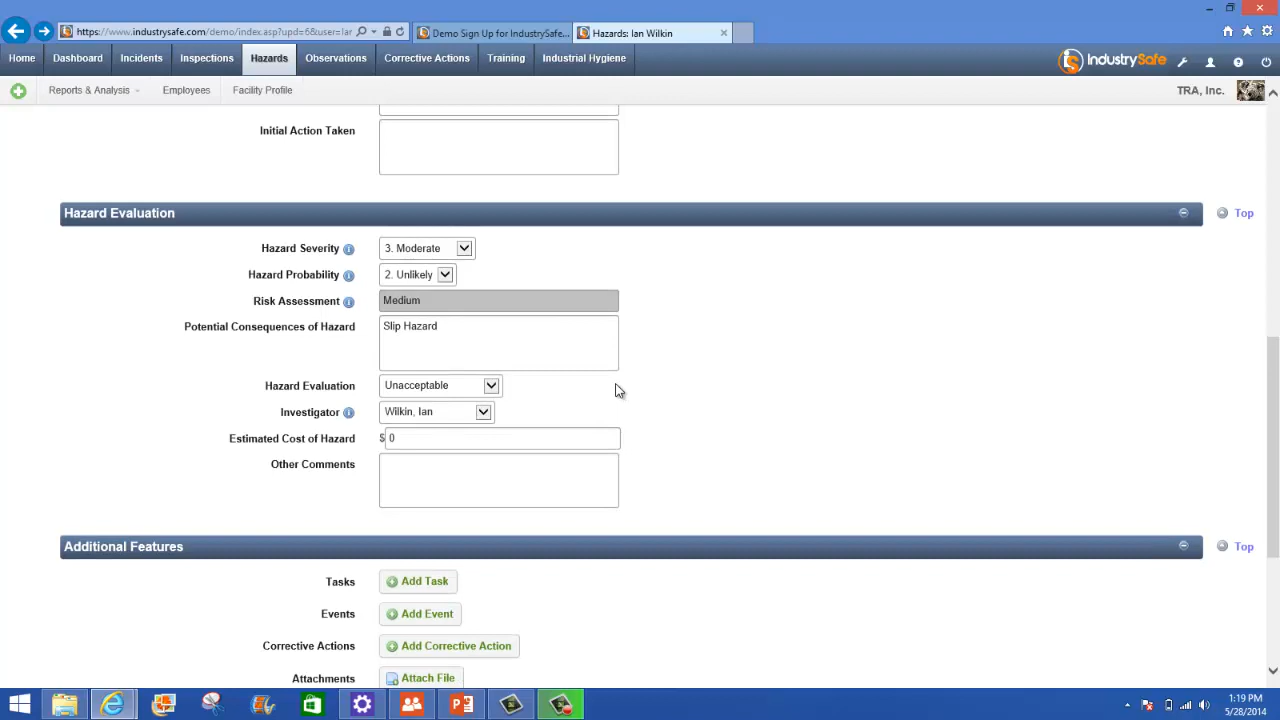 https://www.industrysafe.com/demo/index.asp?upd=6&user=Iar
Demo Sign Up for IndustrySafe...
Hazards: Ian Wilkin
Home Dashboard Incidents Inspections Hazards Observations Corrective Actions Training Industrial Hygiene
IndustrySafe
Reports & Analysis Employees Facility Profile
TRA, Inc.
Initial Action Taken
Hazard Evaluation
Top
Hazard Severity 3. Moderate
Hazard Probability 2. Unlikely
Risk Assessment Medium
Potential Consequences of Hazard Slip Hazard
Hazard Evaluation Unacceptable
Investigator Wilkin, Ian
Estimated Cost of Hazard $ 0
Other Comments
Additional Features
Top
Tasks Add Task
Events Add Event
Corrective Actions Add Corrective Action
Attachments Attach File
1:19 PM
5/28/2014